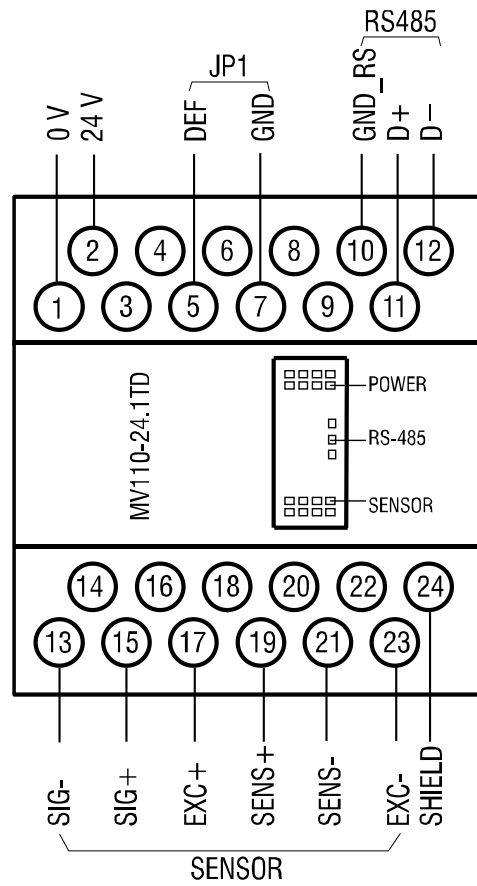 RS485
JP1
0 V
24 V
DEF
GND
GND_RS
D+
D−
2 4 6 8 10 12
1 3 5 7 9 11
MV110-24.1TD
POWER
RS-485
SENSOR
14 16 18 20 22 24
13 15 17 19 21 23
SIG-
SIG+
EXC+
SENS+
SENS-
EXC-
SHIELD
SENSOR